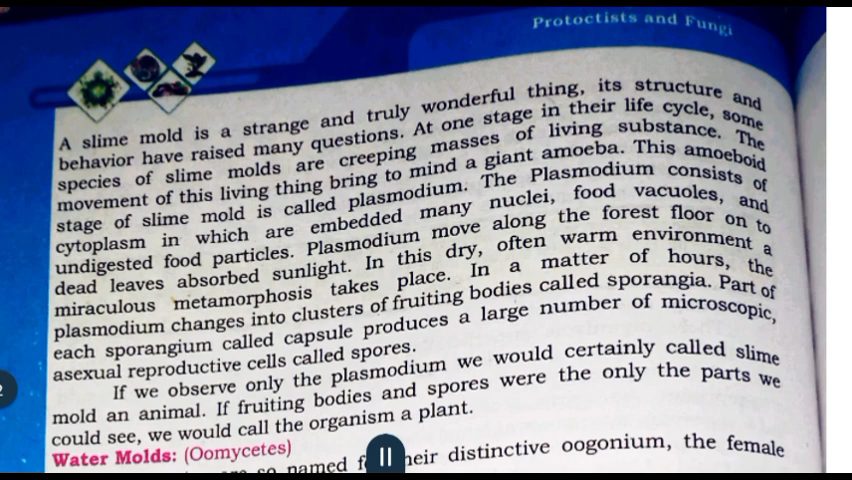 Protoctists and Fungi
A slime mold is a strange and truly wonderful thing, its structure and
behavior have raised many questions. At one stage in their life cycle, some
species of slime molds are creeping masses of living substance. The
movement of this living thing bring to mind a giant amoeba. This amoeboid
stage of slime mold is called plasmodium. The Plasmodium consists of
cytoplasm in which are embedded many nuclei, food vacuoles, and
undigested food particles. Plasmodium move along the forest floor on to
dead leaves absorbed sunlight. In this dry, often warm environment a
miraculous metamorphosis takes place. In a matter of hours, the
plasmodium changes into clusters of fruiting bodies called sporangia. Part of
each sporangium called capsule produces a large number of microscopic,
asexual reproductive cells called spores.
If we observe only the plasmodium we would certainly called slime
mold an animal. If fruiting bodies and spores were the only the parts we
could see, we would call the organism a plant.
Water Molds: (Oomycetes)
so named their distinctive oogonium, the female
2